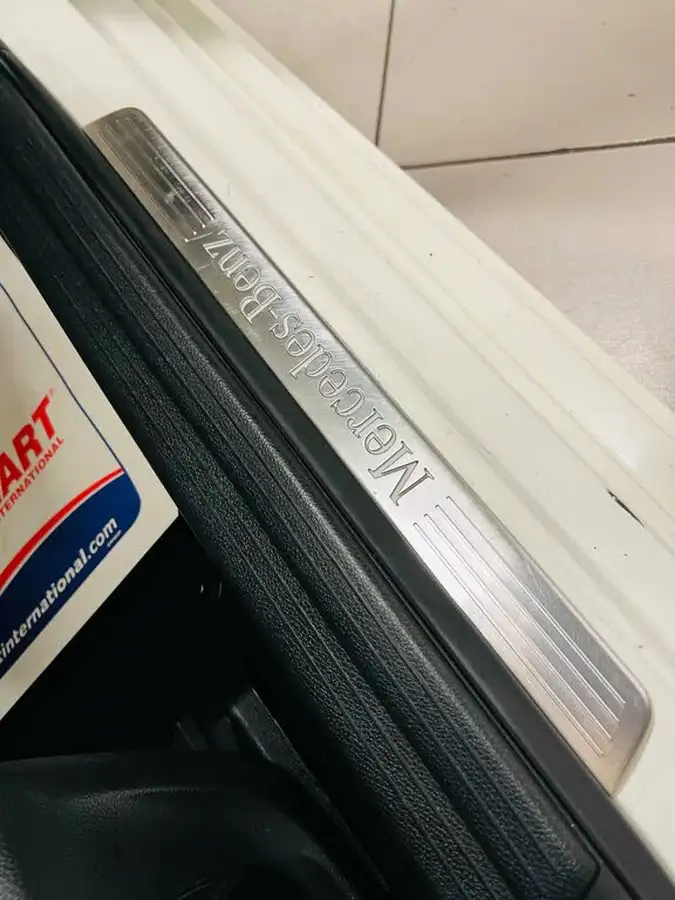 Mercedes-Benz
ART®
INTERNATIONAL
international.com